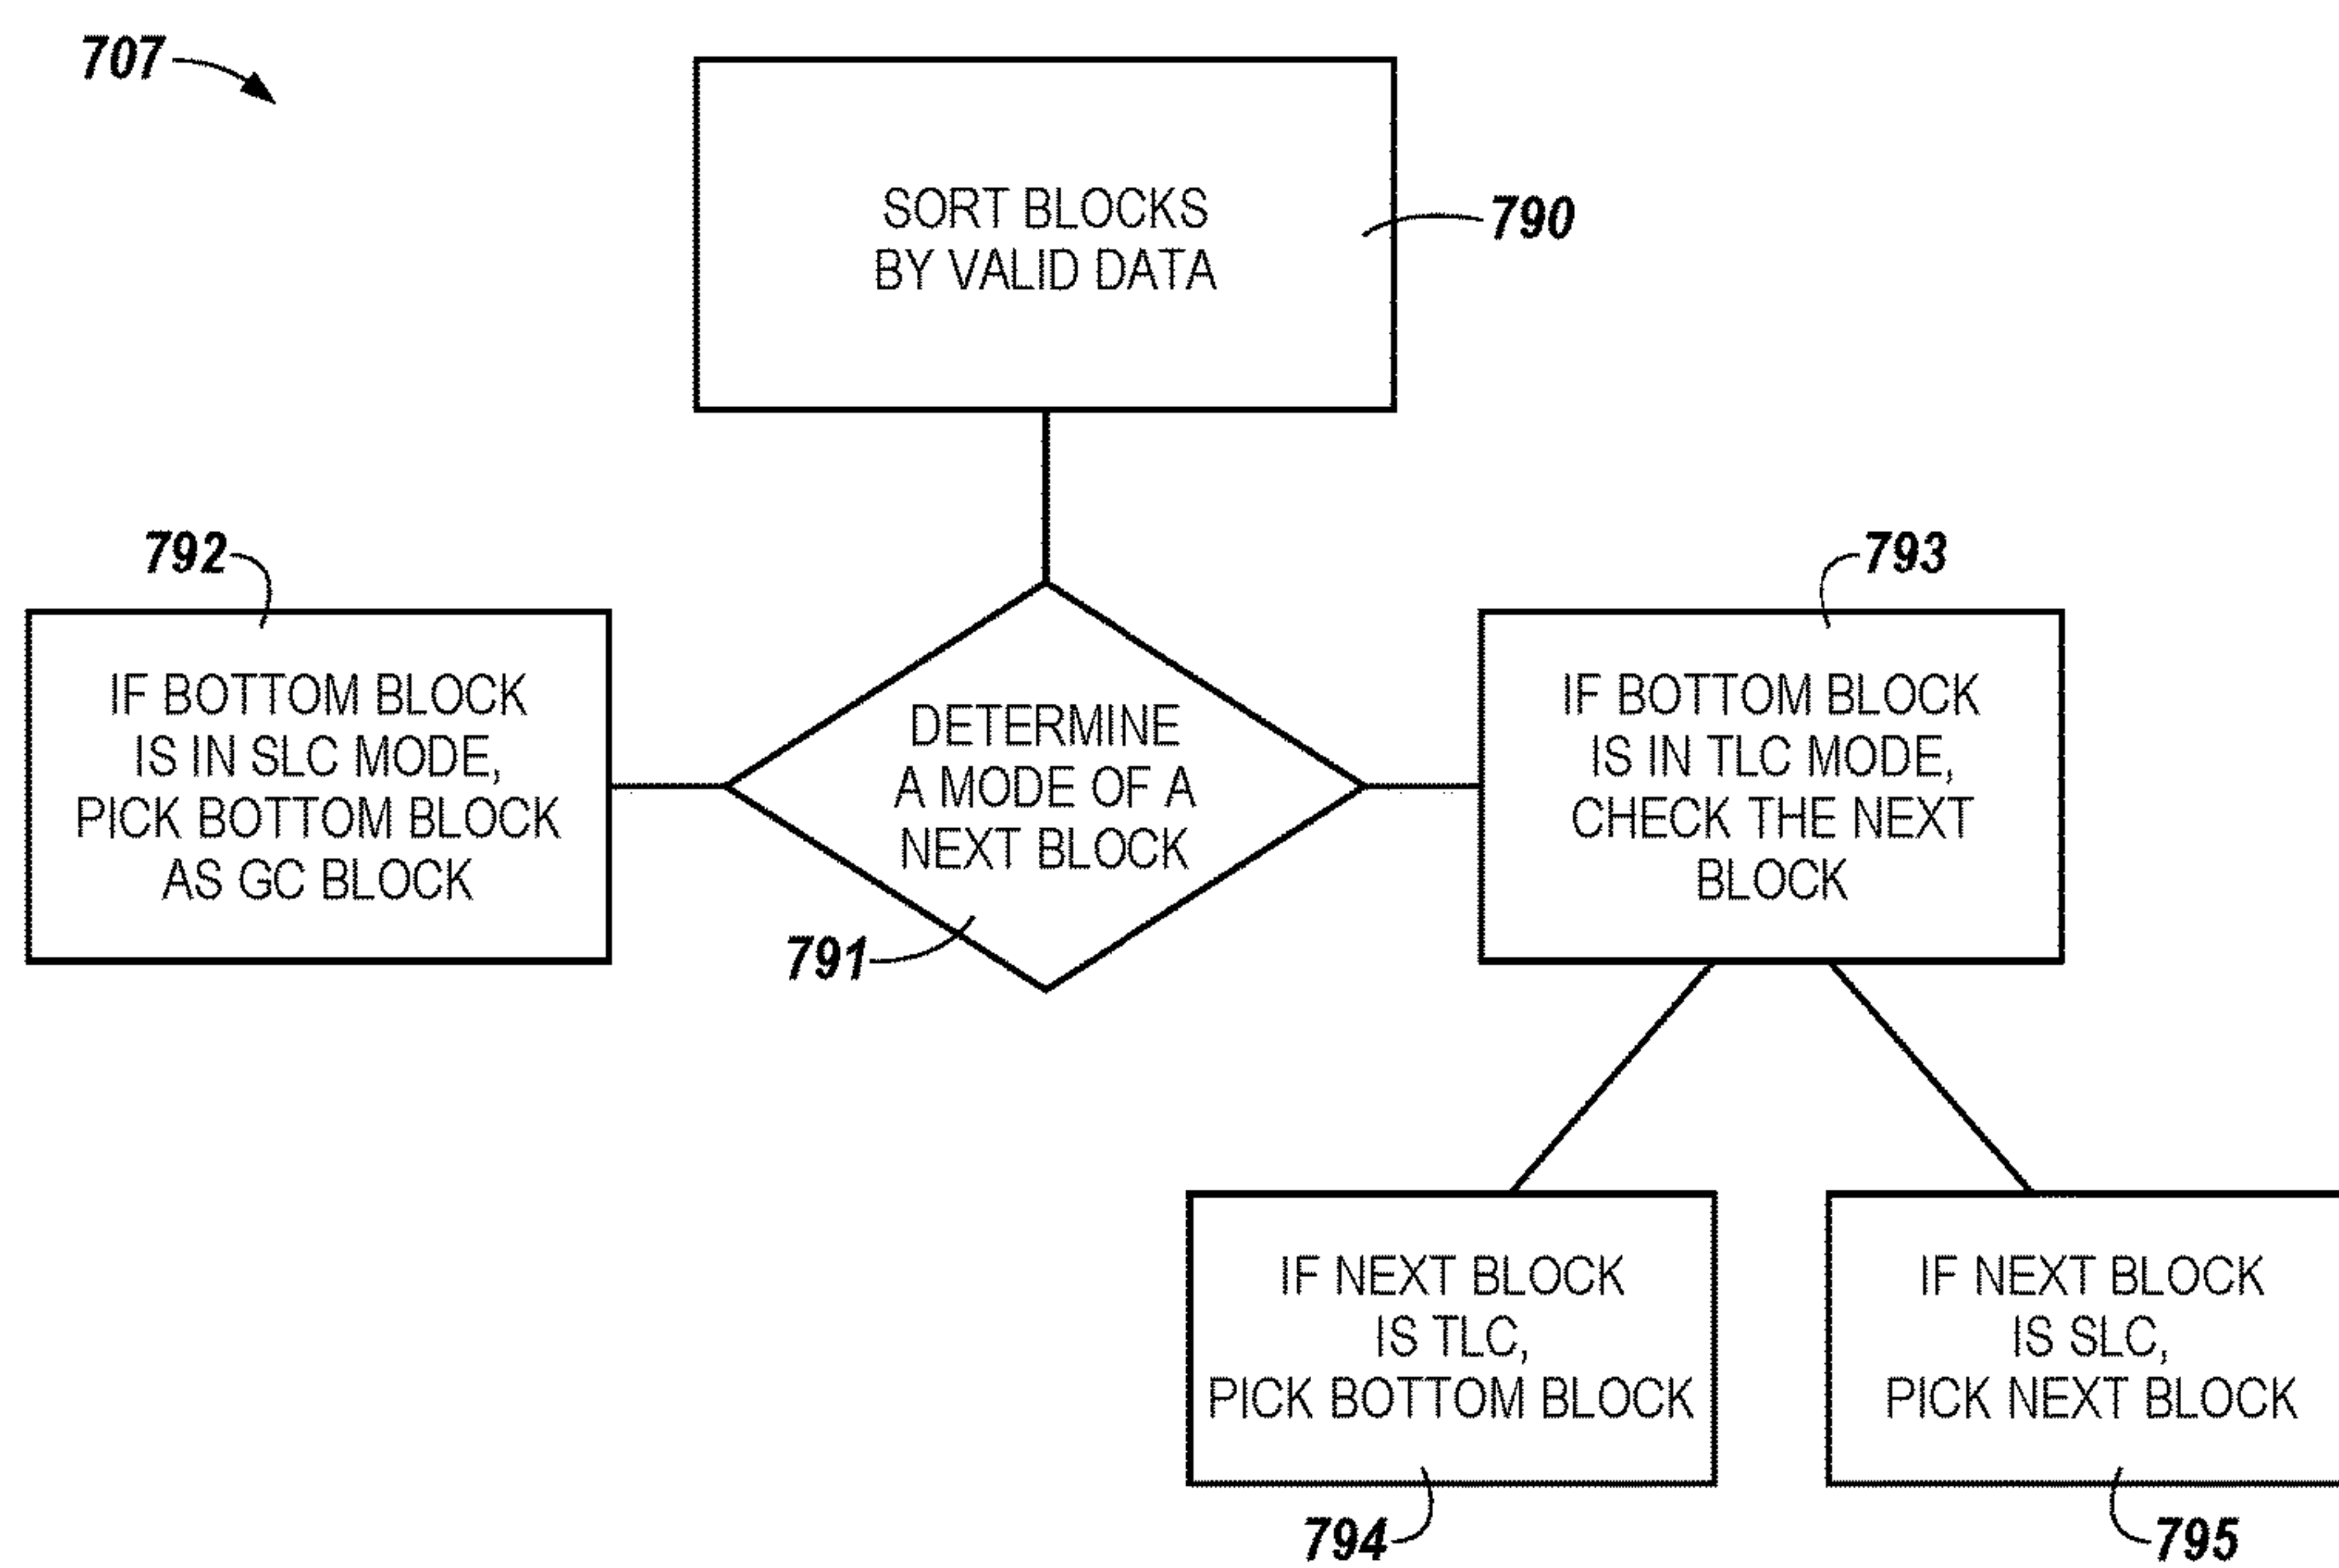 707
SORT BLOCKS
BY VALID DATA
790
792
793
IF BOTTOM BLOCK
IS IN SLC MODE,
PICK BOTTOM BLOCK
AS GC BLOCK
DETERMINE
A MODE OF A
NEXT BLOCK
791
IF BOTTOM BLOCK
IS IN TLC MODE,
CHECK THE NEXT
BLOCK
IF NEXT BLOCK
IS TLC,
PICK BOTTOM BLOCK
794
IF NEXT BLOCK
IS SLC,
PICK NEXT BLOCK
795